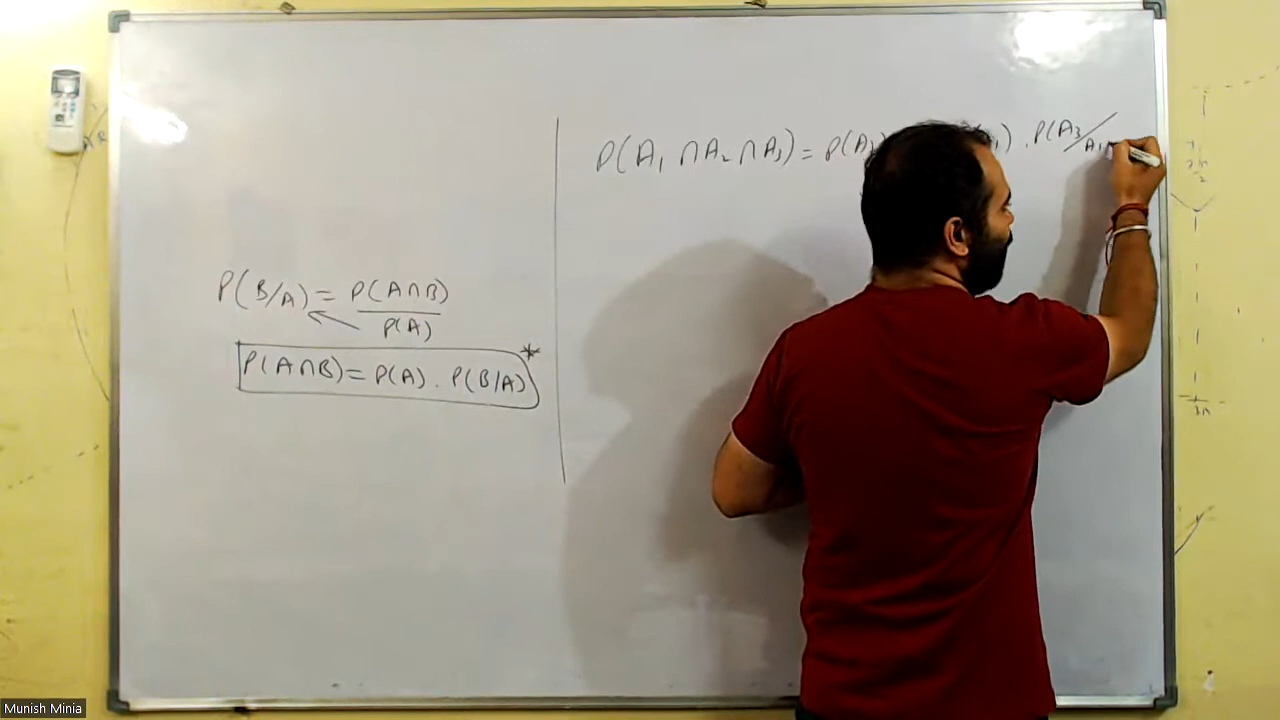 P(B/A) = P(A∩B)
P(A)
P(A∩B) = P(A) . P(B/A) *
P(A₁ ∩ A₂ ∩ A₃) = P(A₁) . P(A₃/A₁
Munish Minia